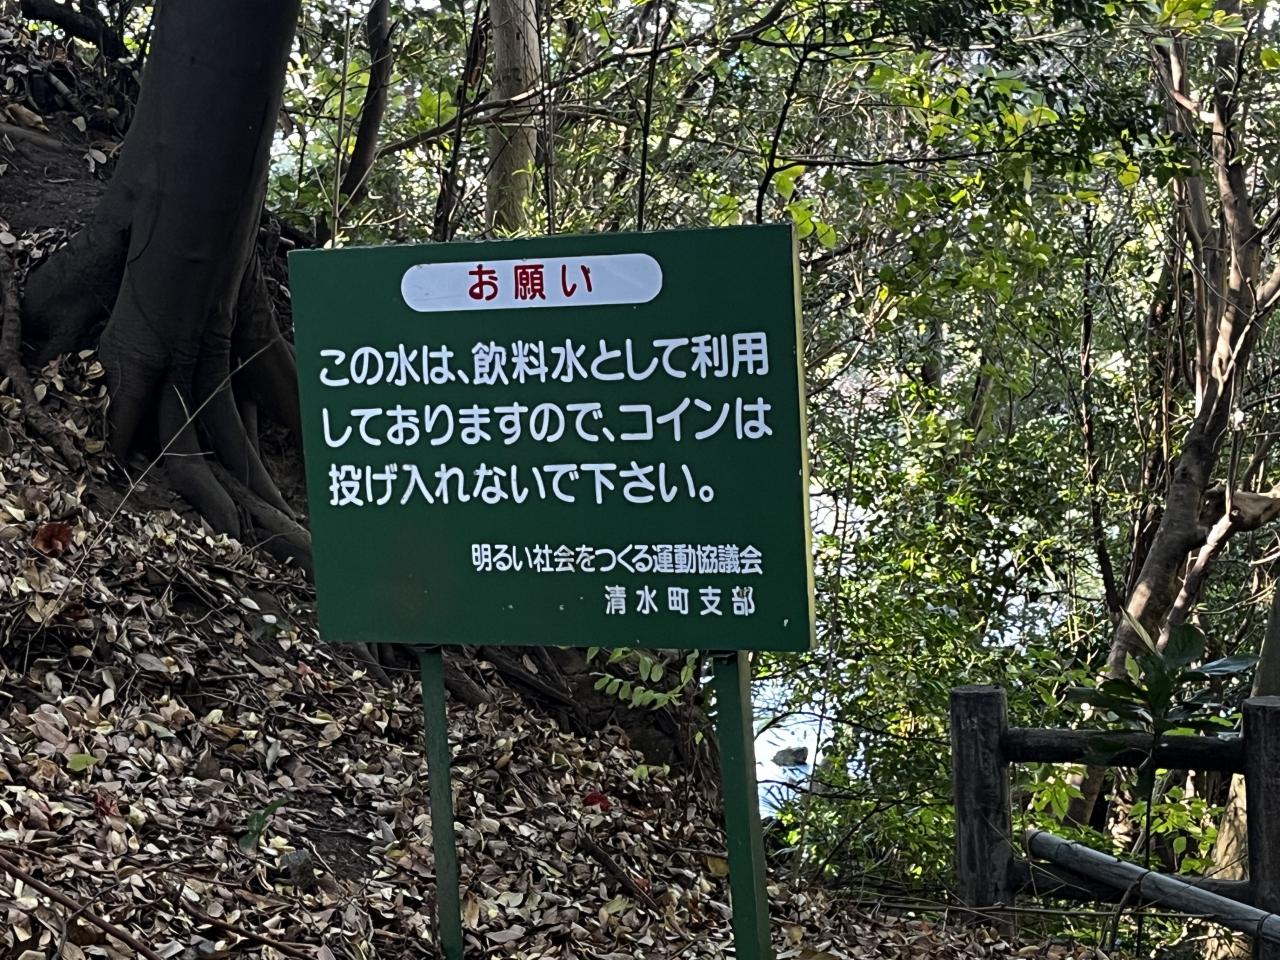 お願い
この水は、飲料水として利用
しておりますので、コインは
投げ入れないで下さい。
明るい社会をつくる運動協議会
清水町支部